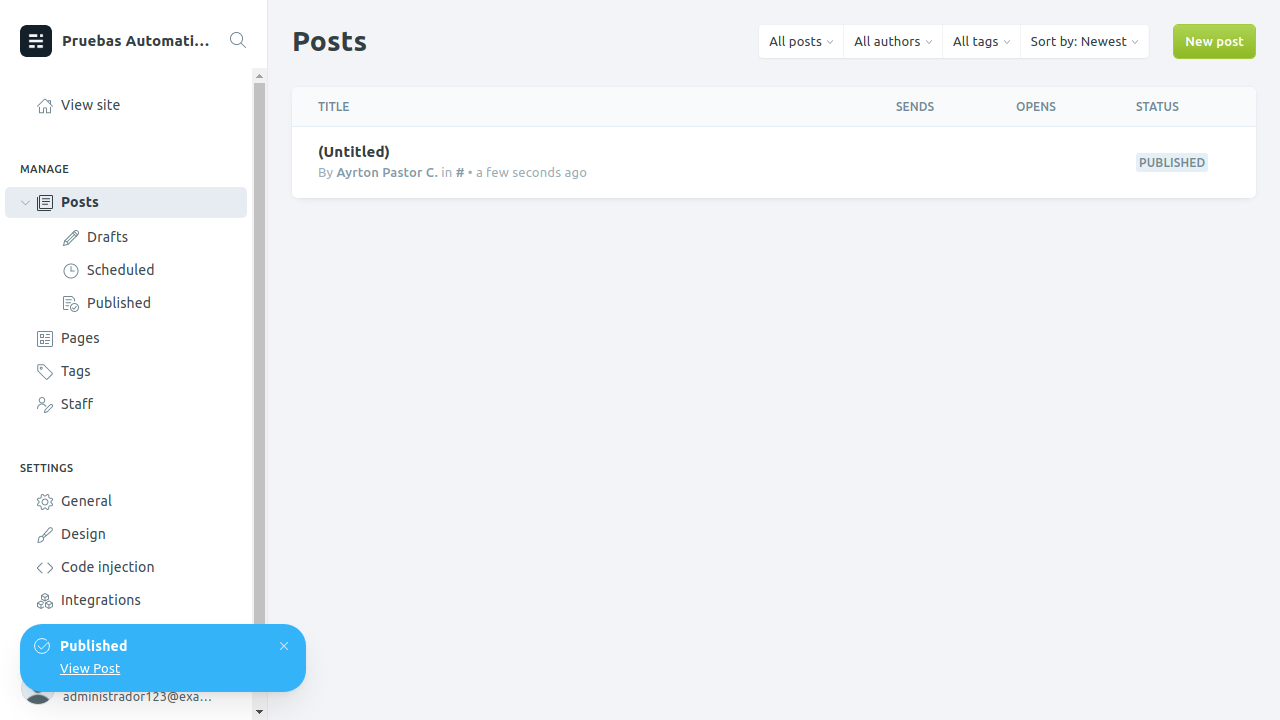 Pruebas Automati...
View site
MANAGE
Posts
Drafts
Scheduled
Published
Pages
Tags
Staff
SETTINGS
General
Design
Code injection
Integrations
Published
View Post
administrador123@exa...
Posts
All posts
All authors
All tags
Sort by: Newest
New post
TITLE SENDS OPENS STATUS
(Untitled)
By Ayrton Pastor C. in # • a few seconds ago
PUBLISHED